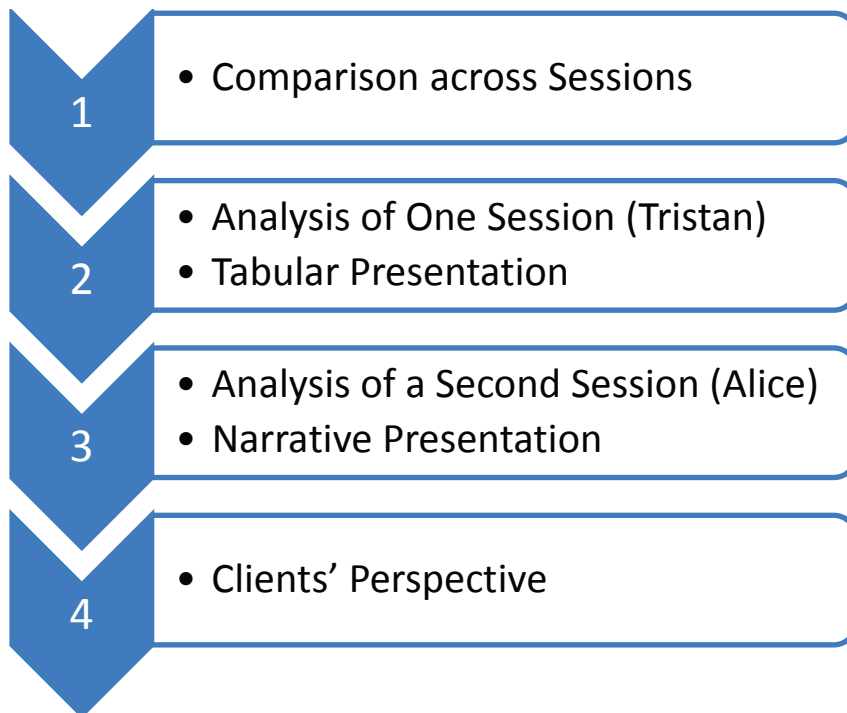 1
• Comparison across Sessions
2
• Analysis of One Session (Tristan)
• Tabular Presentation
3
• Analysis of a Second Session (Alice)
• Narrative Presentation
4
• Clients’ Perspective